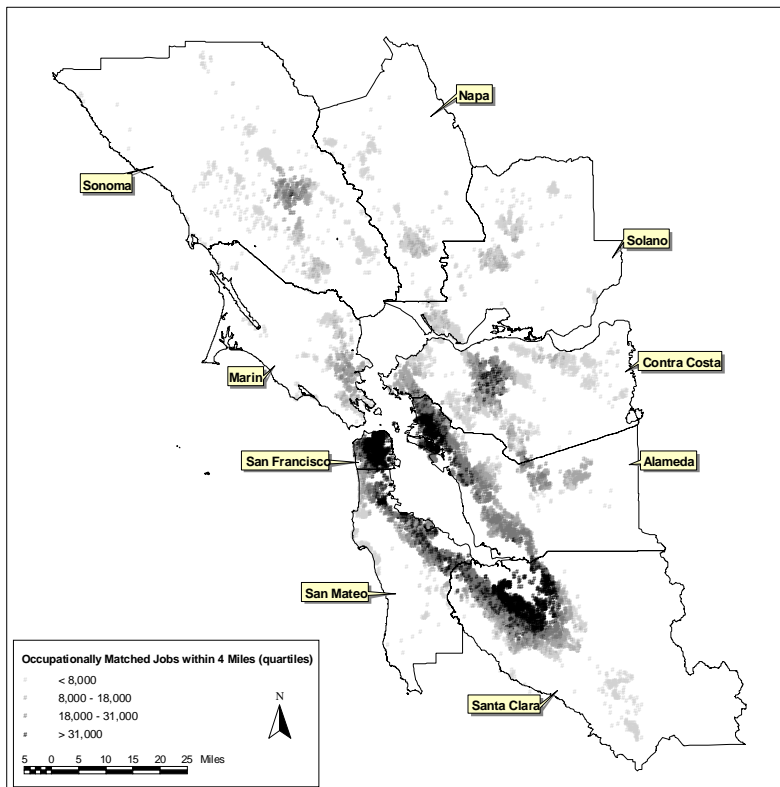 Napa
Sonoma
Solano
Contra Costa
Marin
San Francisco
Alameda
San Mateo
Santa Clara
Occupationally Matched Jobs within 4 Miles (quartiles)
< 8,000
8,000 - 18,000
18,000 - 31,000
> 31,000
N
5 0 5 10 15 20 25 Miles